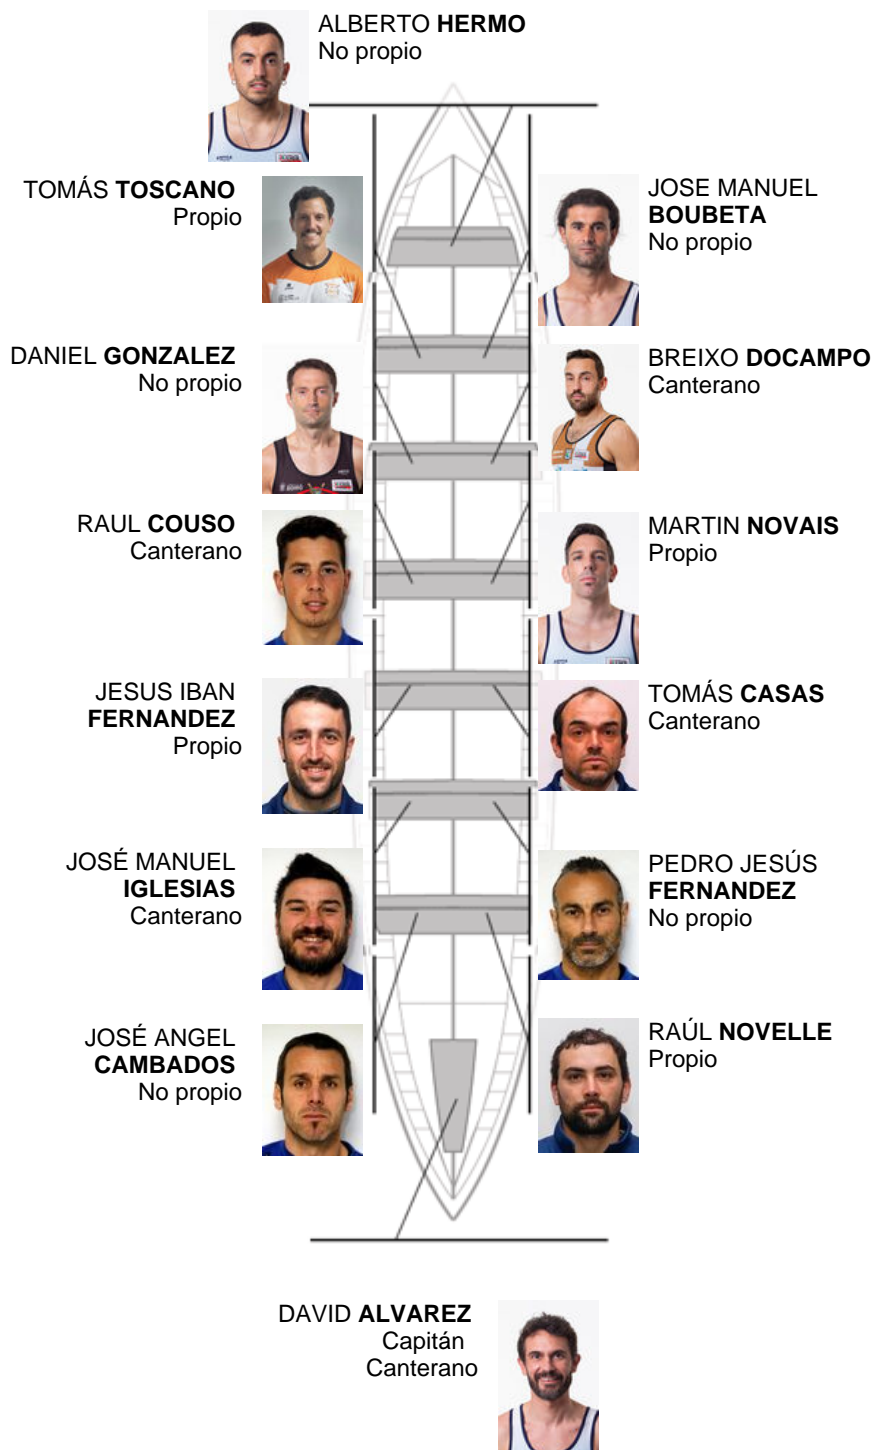 ALBERTO HERMO
No propio
TOMÁS TOSCANO
Propio
JOSE MANUEL
BOUBETA
No propio
DANIEL GONZALEZ
No propio
BREIXO DOCAMPO
Canterano
RAUL COUSO
Canterano
MARTIN NOVAIS
Propio
JESUS IBAN
FERNANDEZ
Propio
TOMÁS CASAS
Canterano
JOSÉ MANUEL
IGLESIAS
Canterano
PEDRO JESÚS
FERNANDEZ
No propio
JOSÉ ANGEL
CAMBADOS
No propio
RAÚL NOVELLE
Propio
DAVID ALVAREZ
Capitán
Canterano